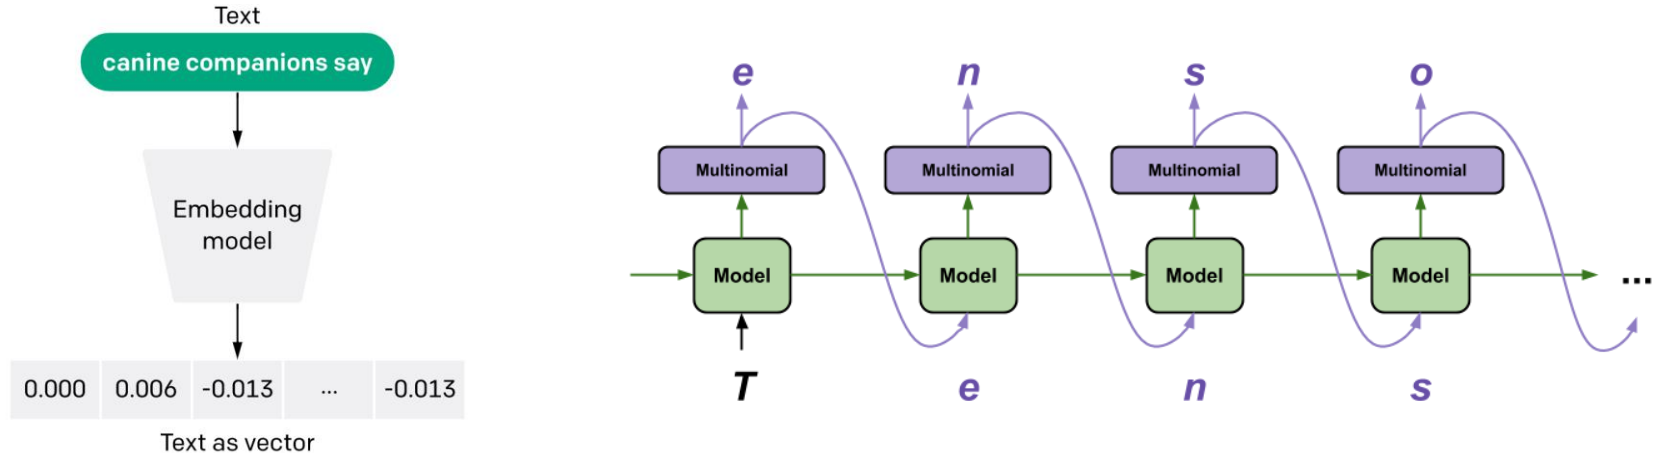 Text
canine companions say
Embedding
model
0.000 0.006 -0.013 ... -0.013
Text as vector
e n s o
Multinomial Multinomial Multinomial Multinomial
Model Model Model Model ...
T e n s